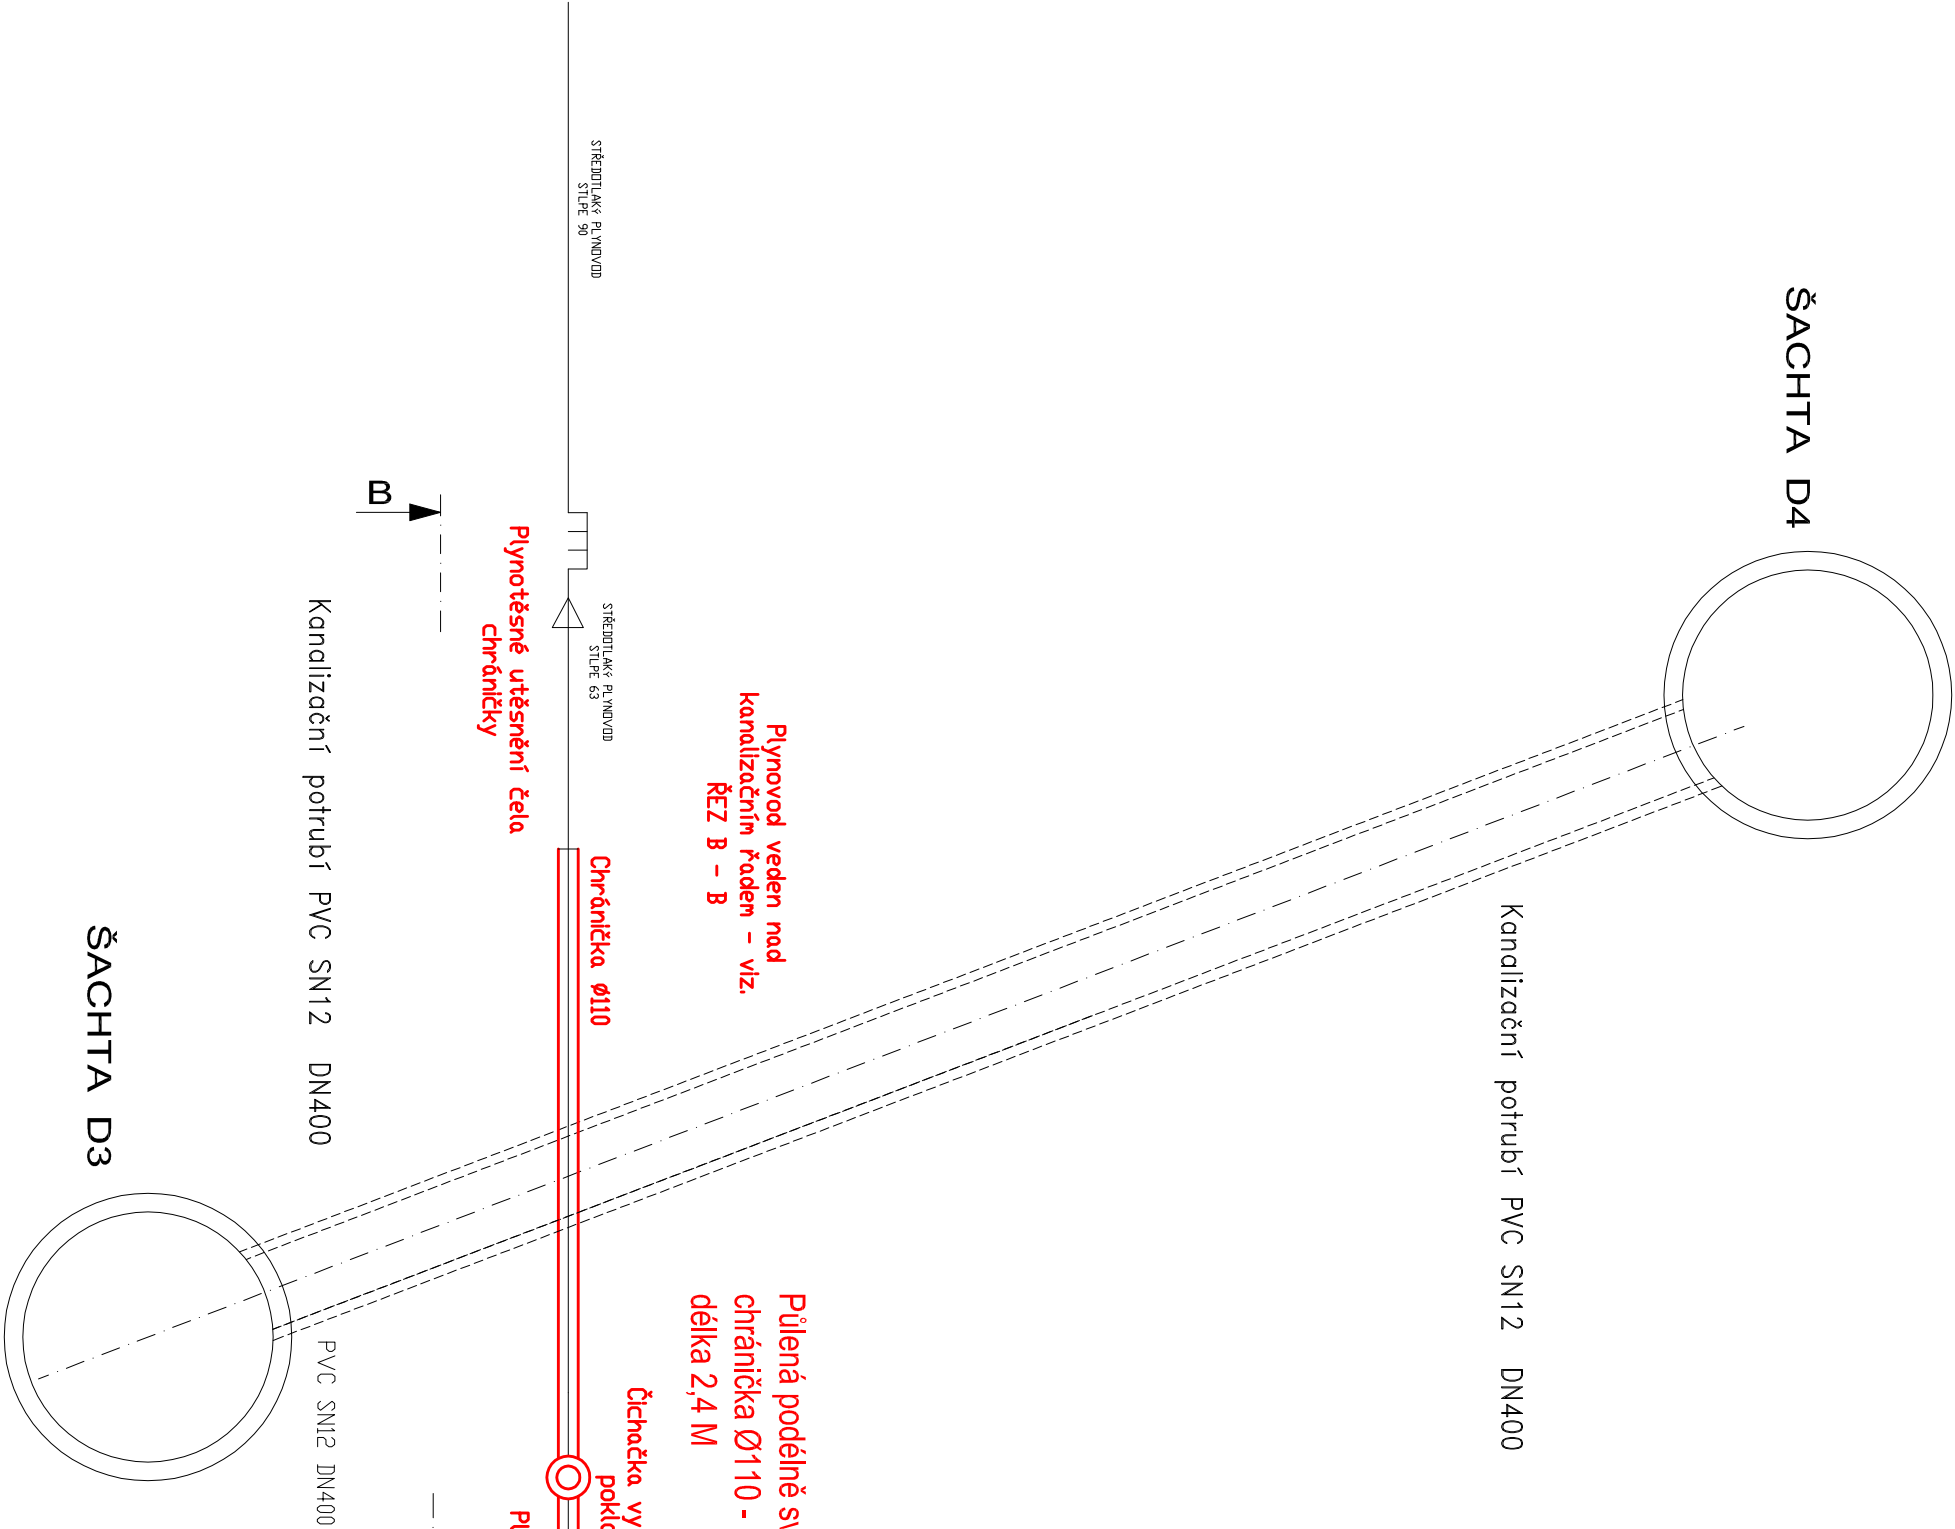 STŘEDOTLAKÝ PLYNOVOD
STLPE 90
ŠACHTA D4
B
STŘEDOTLAKÝ PLYNOVOD
STLPE 63
Plynotěsné utěsnění čela
chráničky
Plynovod veden nad
kanalizačním řadem - viz.
ŘEZ B - B
Kanalizační potrubí PVC SN12 DN400
Chránička Ø110
Kanalizační potrubí PVC SN12 DN400
ŠACHTA D3
Půlená podélně
chránička Ø110 -
délka 2,4 M
PVC SN12 DN400
Čichačka